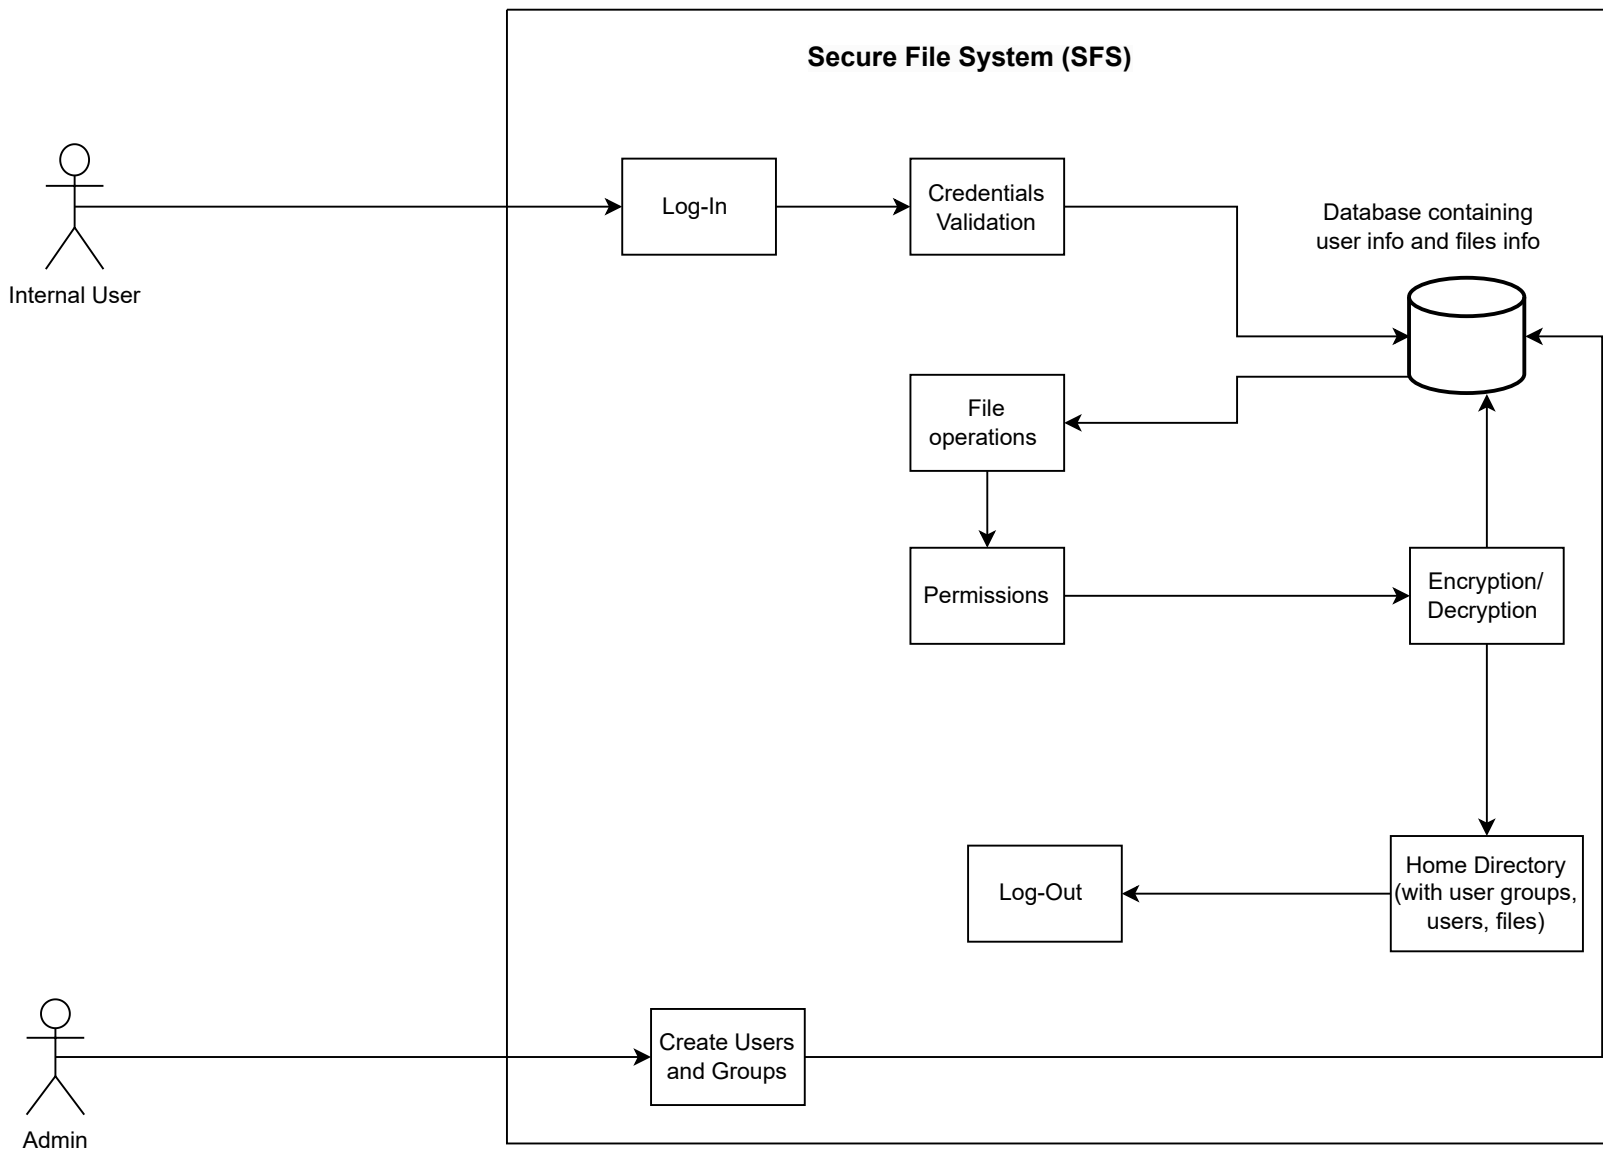 Secure File System (SFS)
Internal User
Log-In
Credentials
Validation
Database containing
user info and files info
File
operations
Permissions
Encryption/
Decryption
Home Directory
(with user groups,
users, files)
Log-Out
Create Users
and Groups
Admin